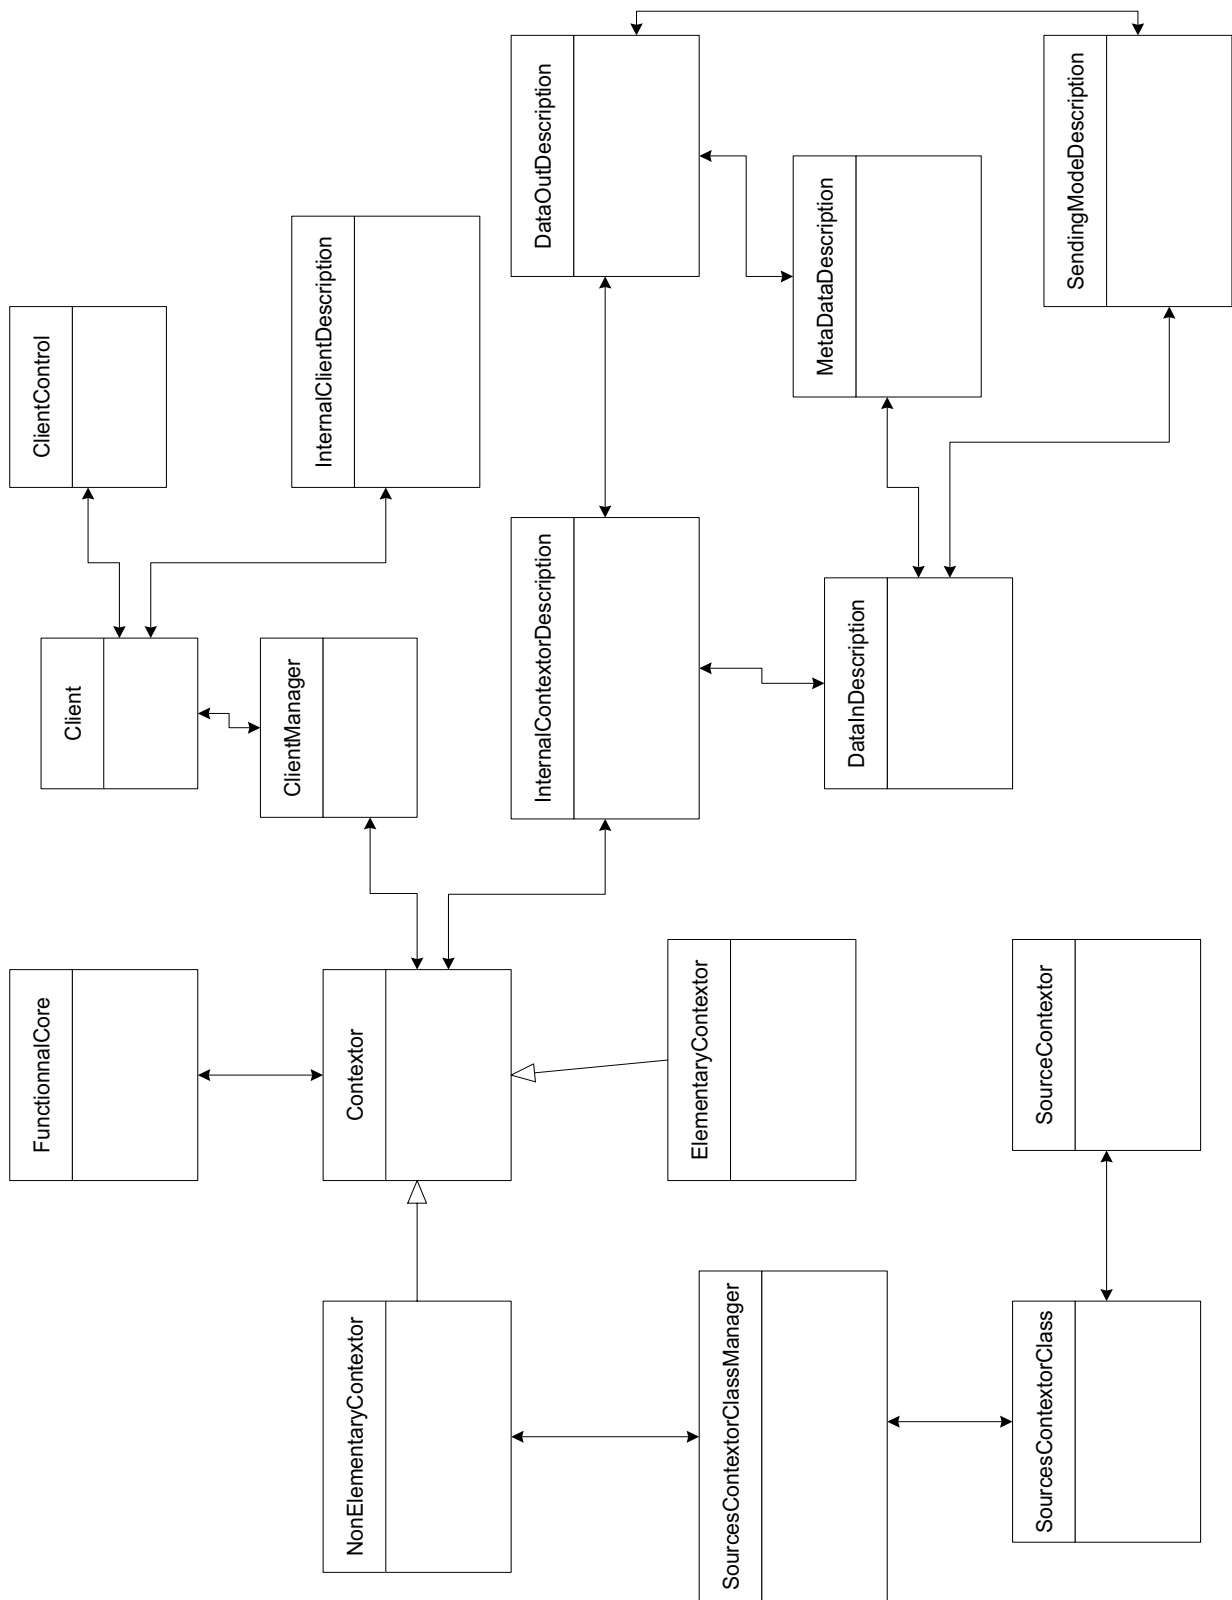 ClientControl
InternalClientDescription
DataOutDescription
MetaDataDescription
SendingModeDescription
Client
ClientManager
InternalContextorDescription
DataInDescription
FunctionnalCore
Contextor
ElementaryContextor
SourceContextor
NonElementaryContextor
SourcesContextorClassManager
SourcesContextorClass